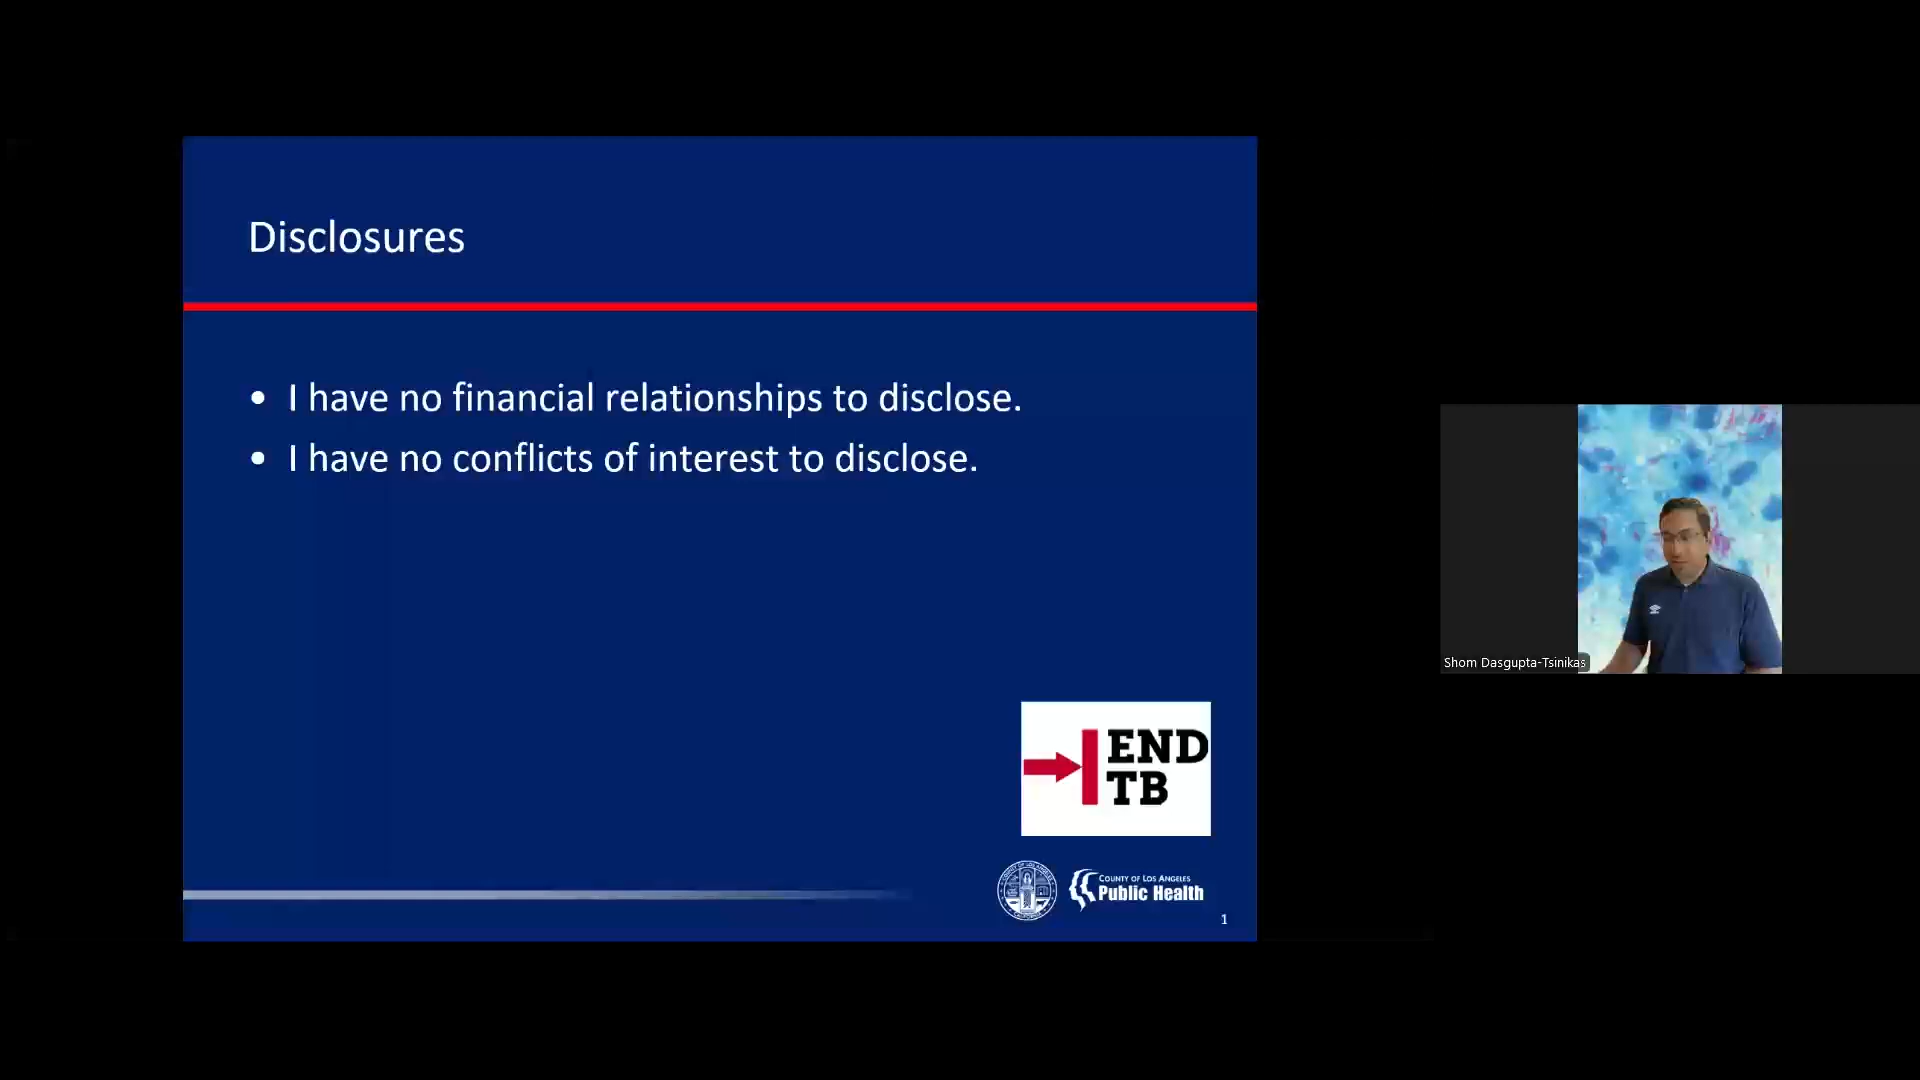 Disclosures
• I have no financial relationships to disclose.
• I have no conflicts of interest to disclose.
END
TB
COUNTY OF LOS ANGELES
Public Health
1
Shom Dasgupta-Tsinikas